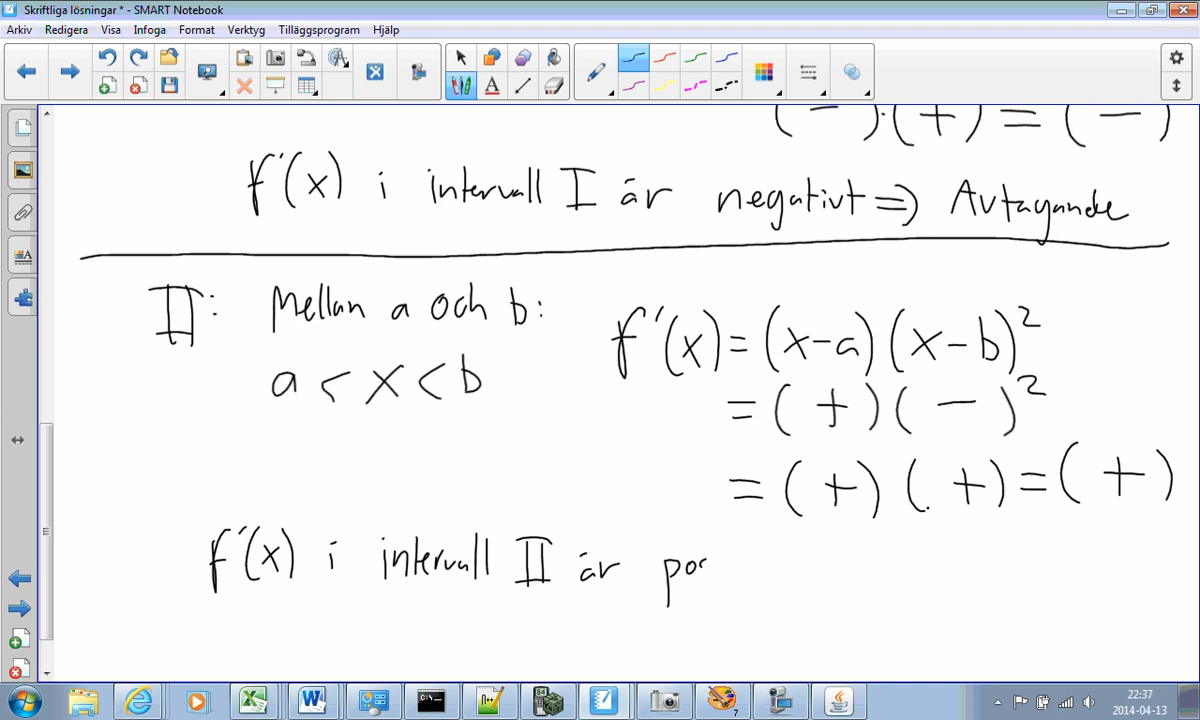 Skriftliga lösningar * - SMART Notebook
Arkiv Redigera Visa Infoga Format Verktyg Tilläggsprogram Hjälp
(-)·(+) = (-)
f'(x) i intervall I är negativt => Avtagande
II: Mellan a och b:
a < x < b
f'(x) = (x-a)(x-b)²
= (+)(-)²
= (+)(+) = (+)
f'(x) i intervall II är pos
22:37
2014-04-13